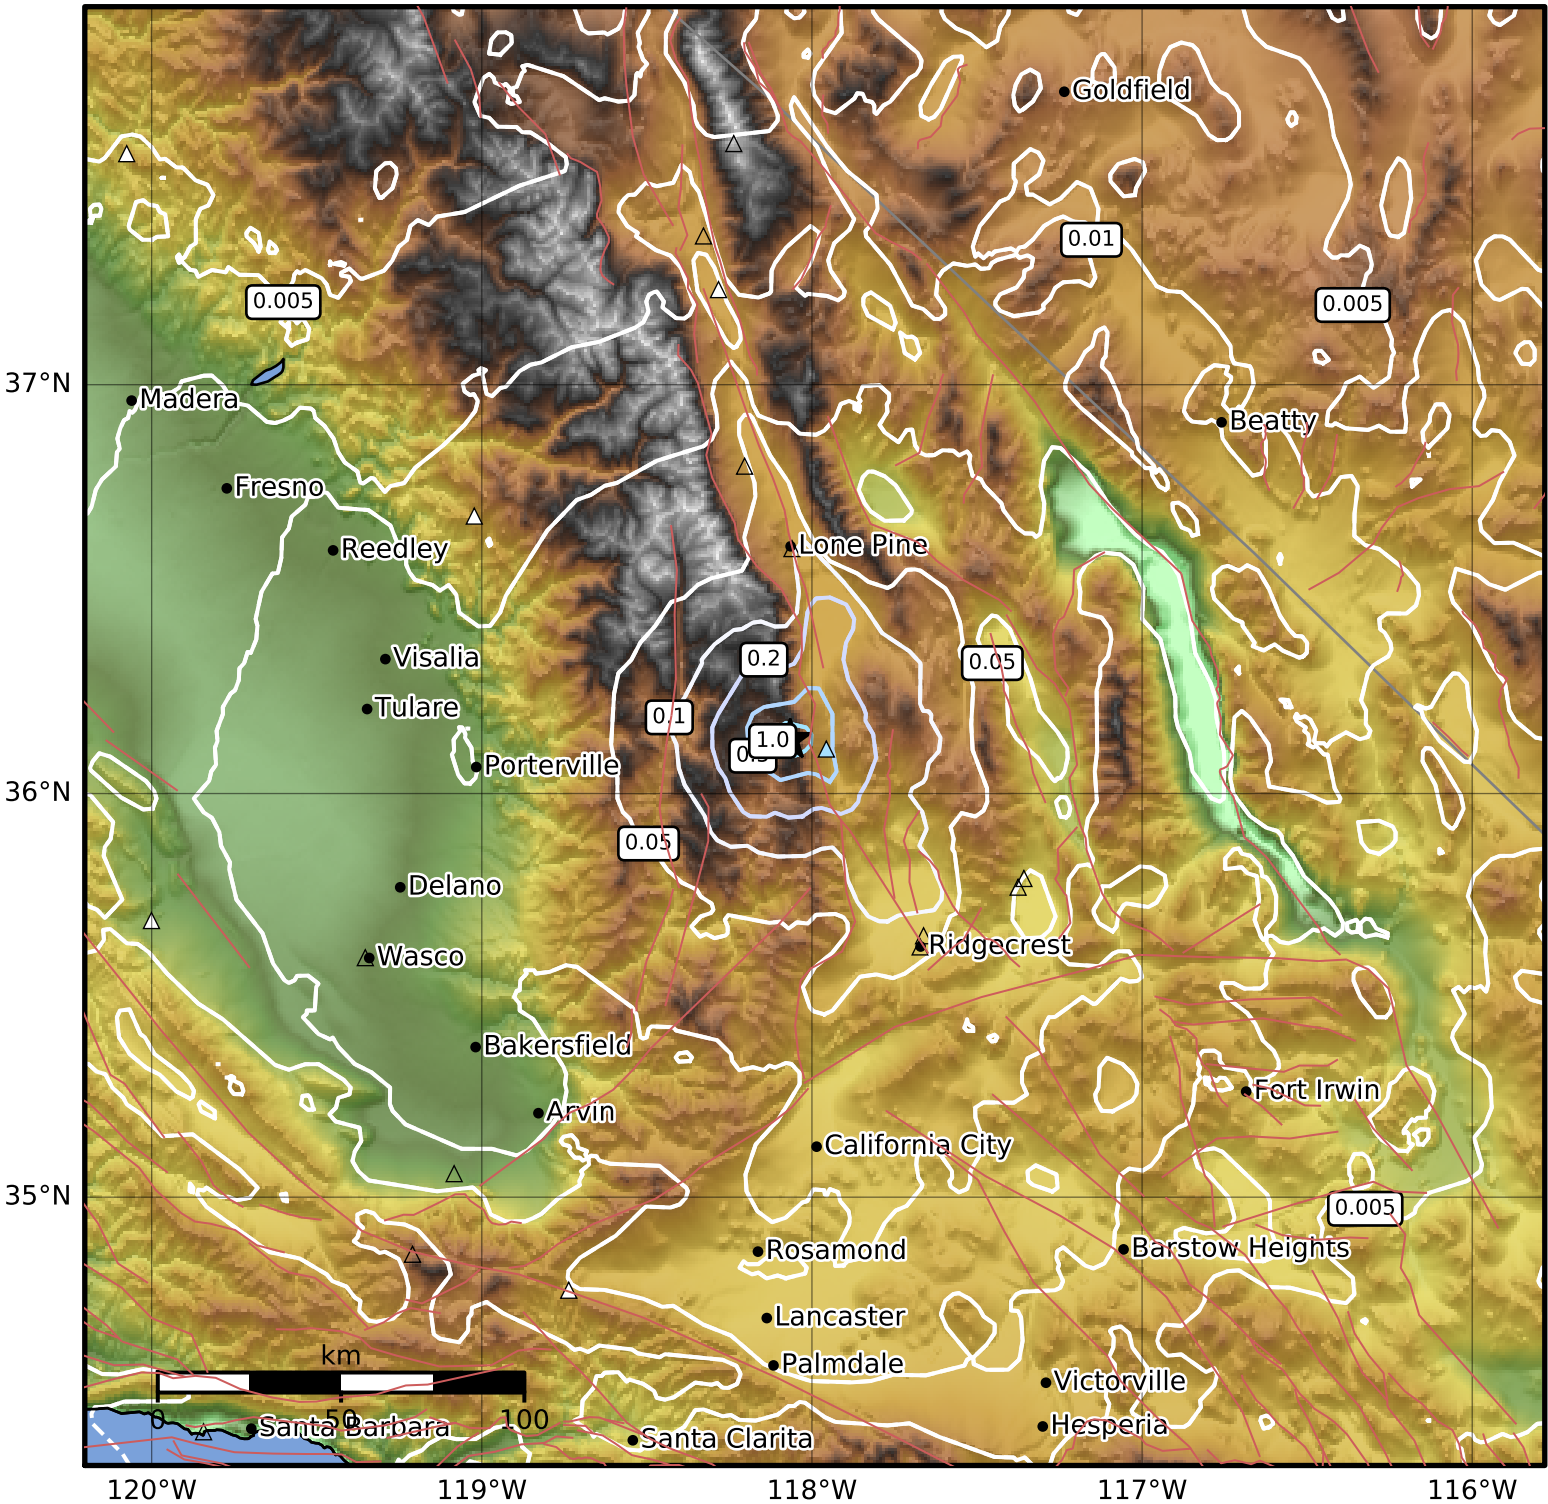 Goldfield
0.01
0.005
0.005
37°N
Madera
Beatty
Fresno
Reedley
Lone Pine
Visalia
0.2
0.05
Tulare
0.1
1.0
Porterville
36°N
0.05
Delano
Ridgecrest
Wasco
Bakersfield
Fort Irwin
Arvin
California City
35°N
0.005
Rosamond
Barstow Heights
Lancaster
km
Palmdale
Victorville
0 50 100
Santa Barbara
Hesperia
Santa Clarita
120°W 119°W 118°W 117°W 116°W